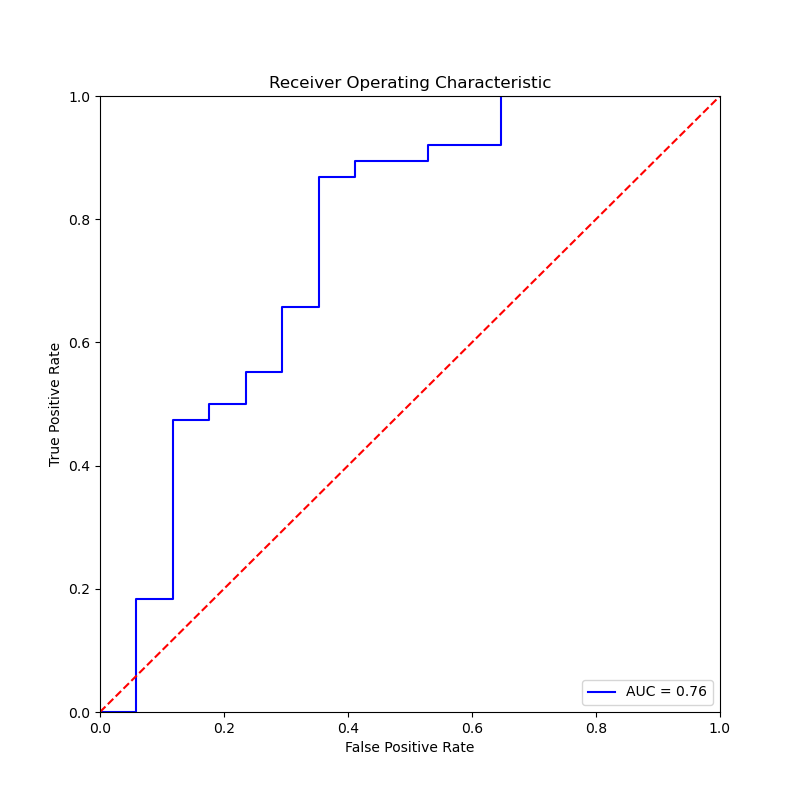 Receiver Operating Characteristic
True Positive Rate
1.0
0.8
0.6
0.4
0.2
0.0
AUC = 0.76
0.0 0.2 0.4 0.6 0.8 1.0
False Positive Rate